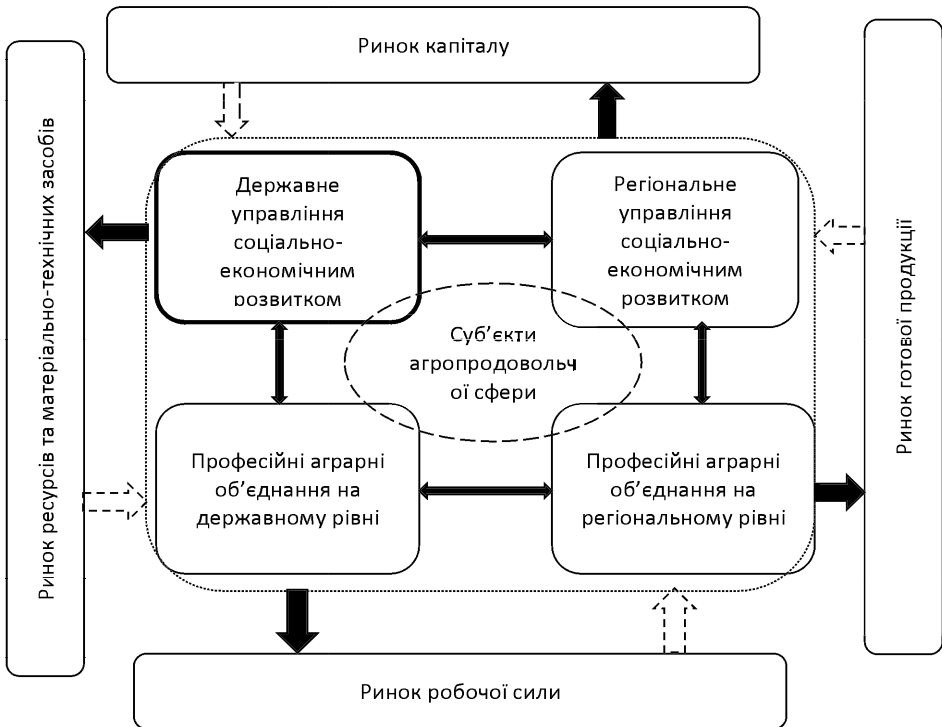 Ринок капіталу
Ринок ресурсів та матеріально-технічних засобів
Державне
управління
соціально-
економічним
розвитком
Регіональне
управління
соціально-
економічним
розвитком
Суб’єкти
агропродовольч
ої сфери
Професійні аграрні
об’єднання на
державному рівні
Професійні аграрні
об’єднання на
регіональному рівні
Ринок готової продукції
Ринок робочої сили